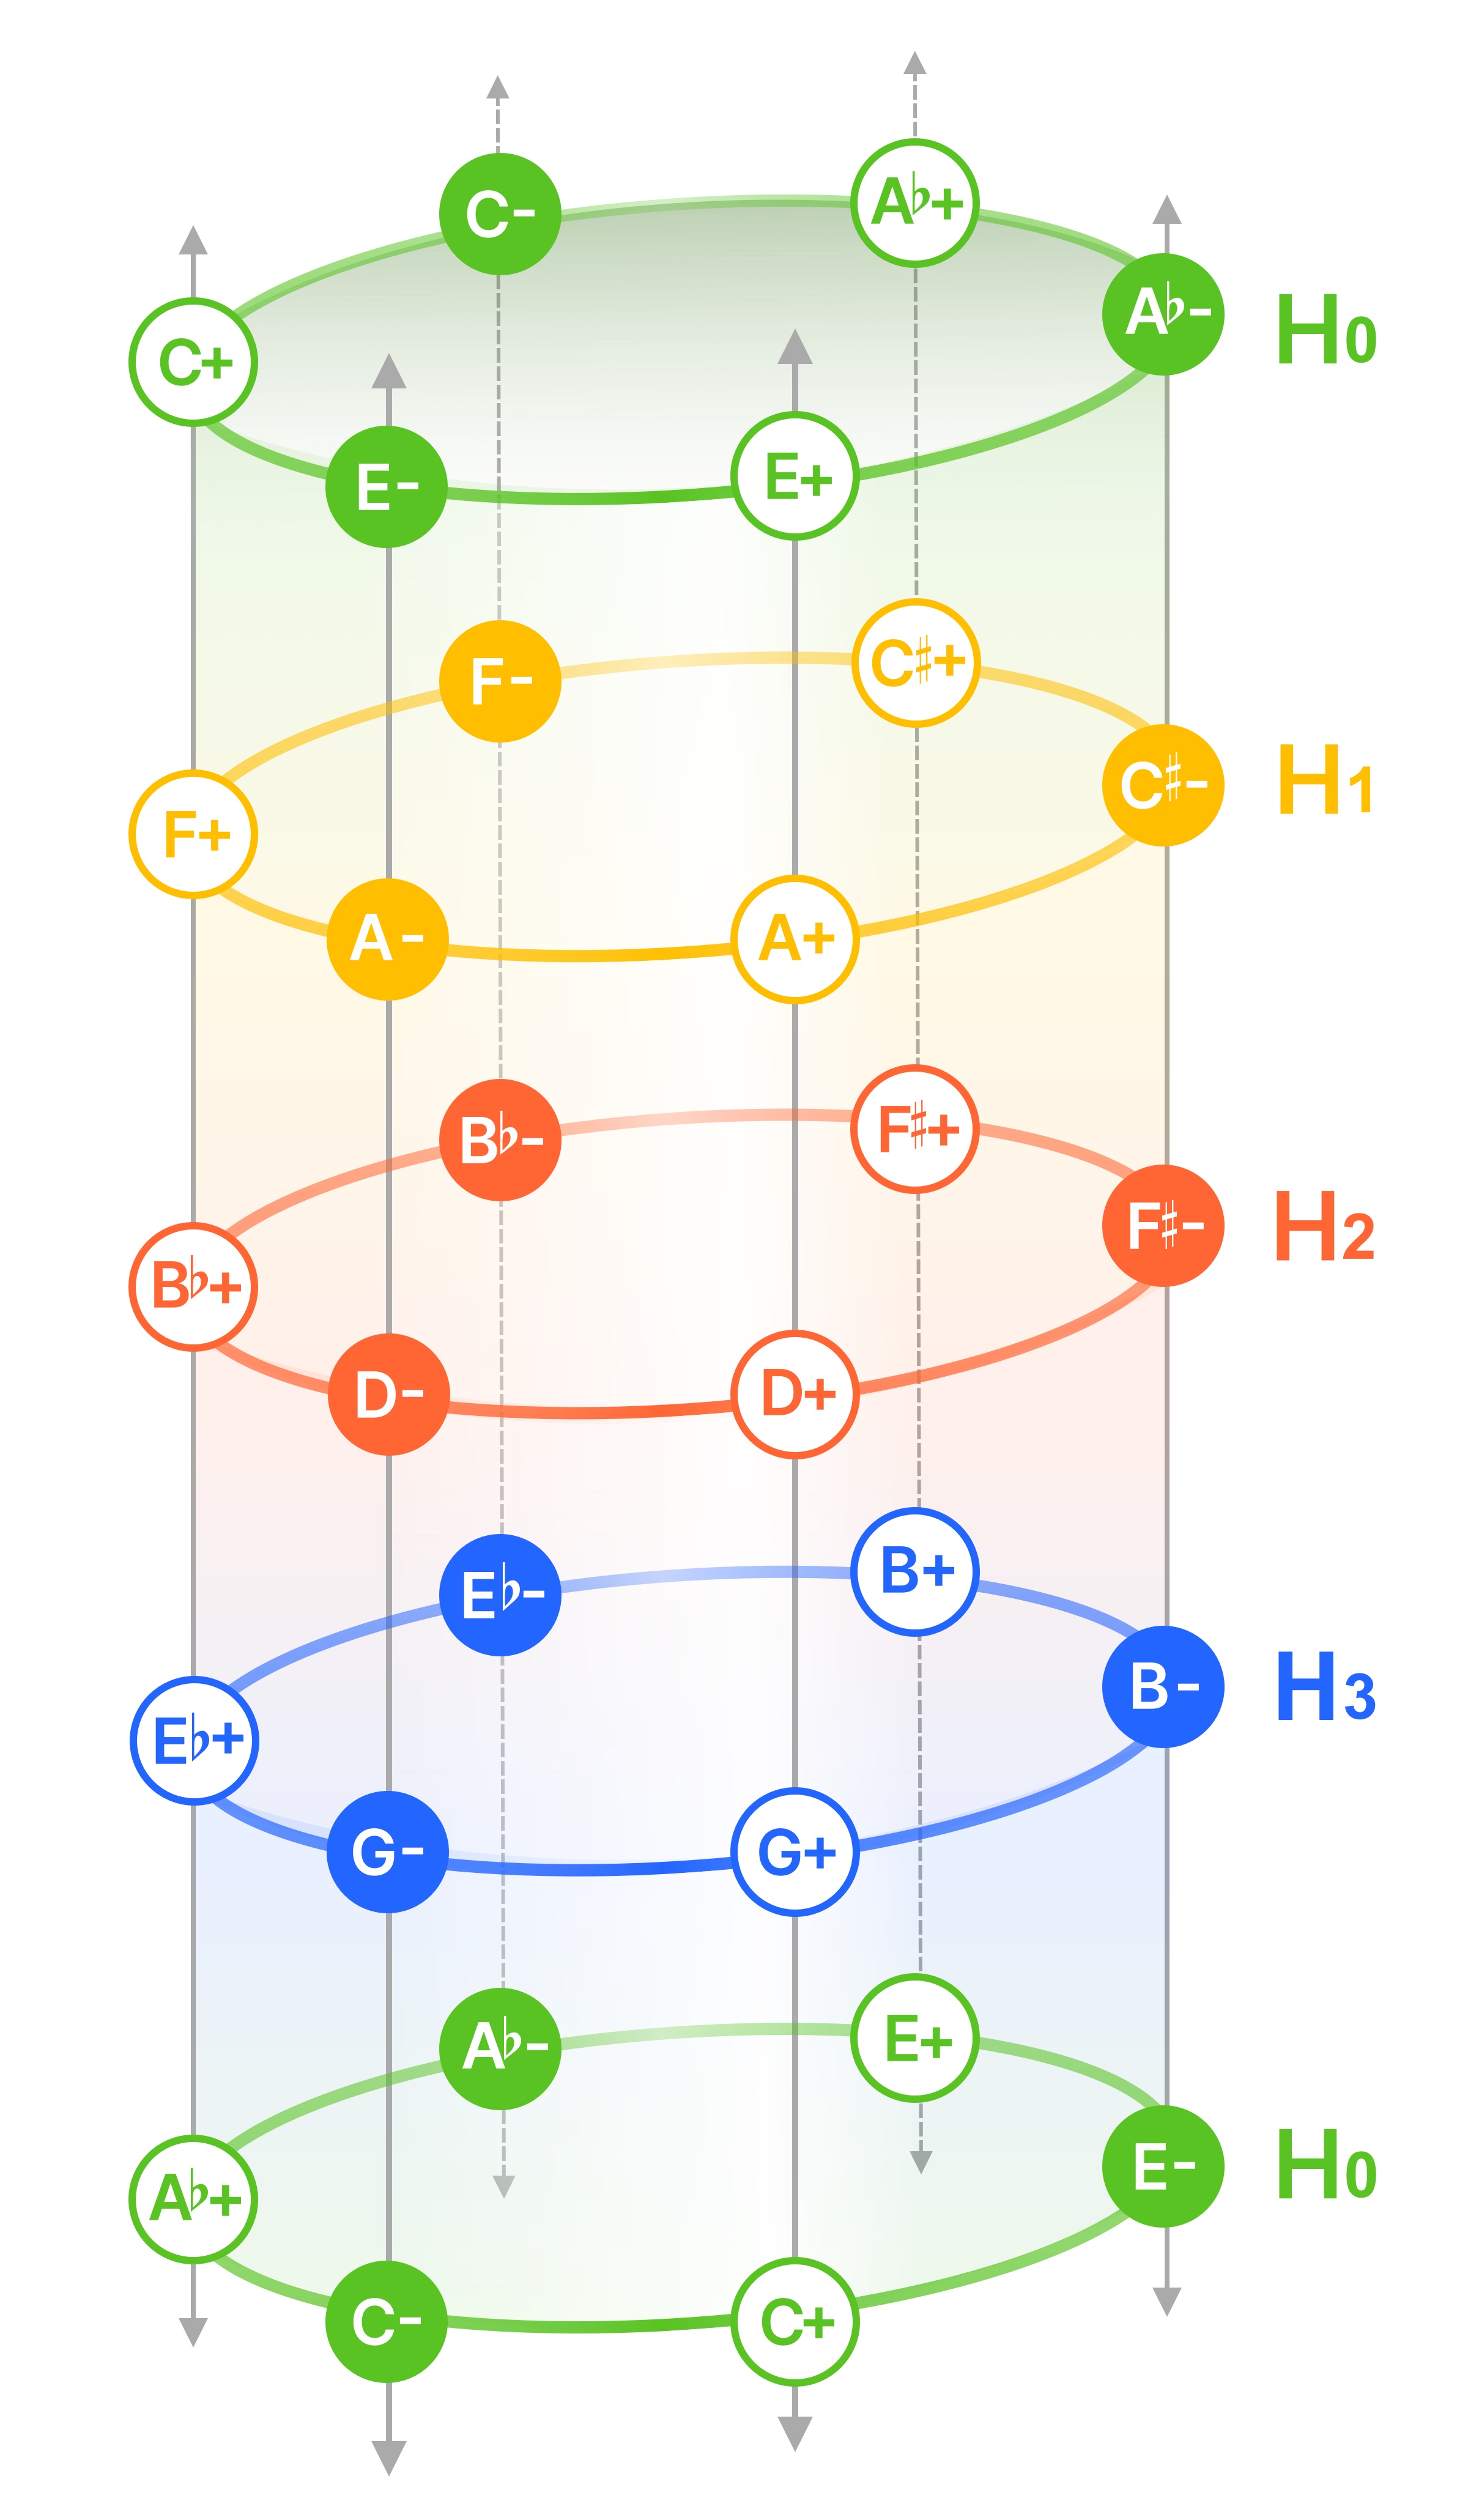 C- A♭+
C+ A♭- H0
E- E+
F- C♯+
F+ C♯- H1
A- A+
B♭- F♯+
B♭+ F♯- H2
D- D+
E♭- B+
E♭+ B- H3
G- G+
A♭- E+
A♭+ E- H0
C- C+